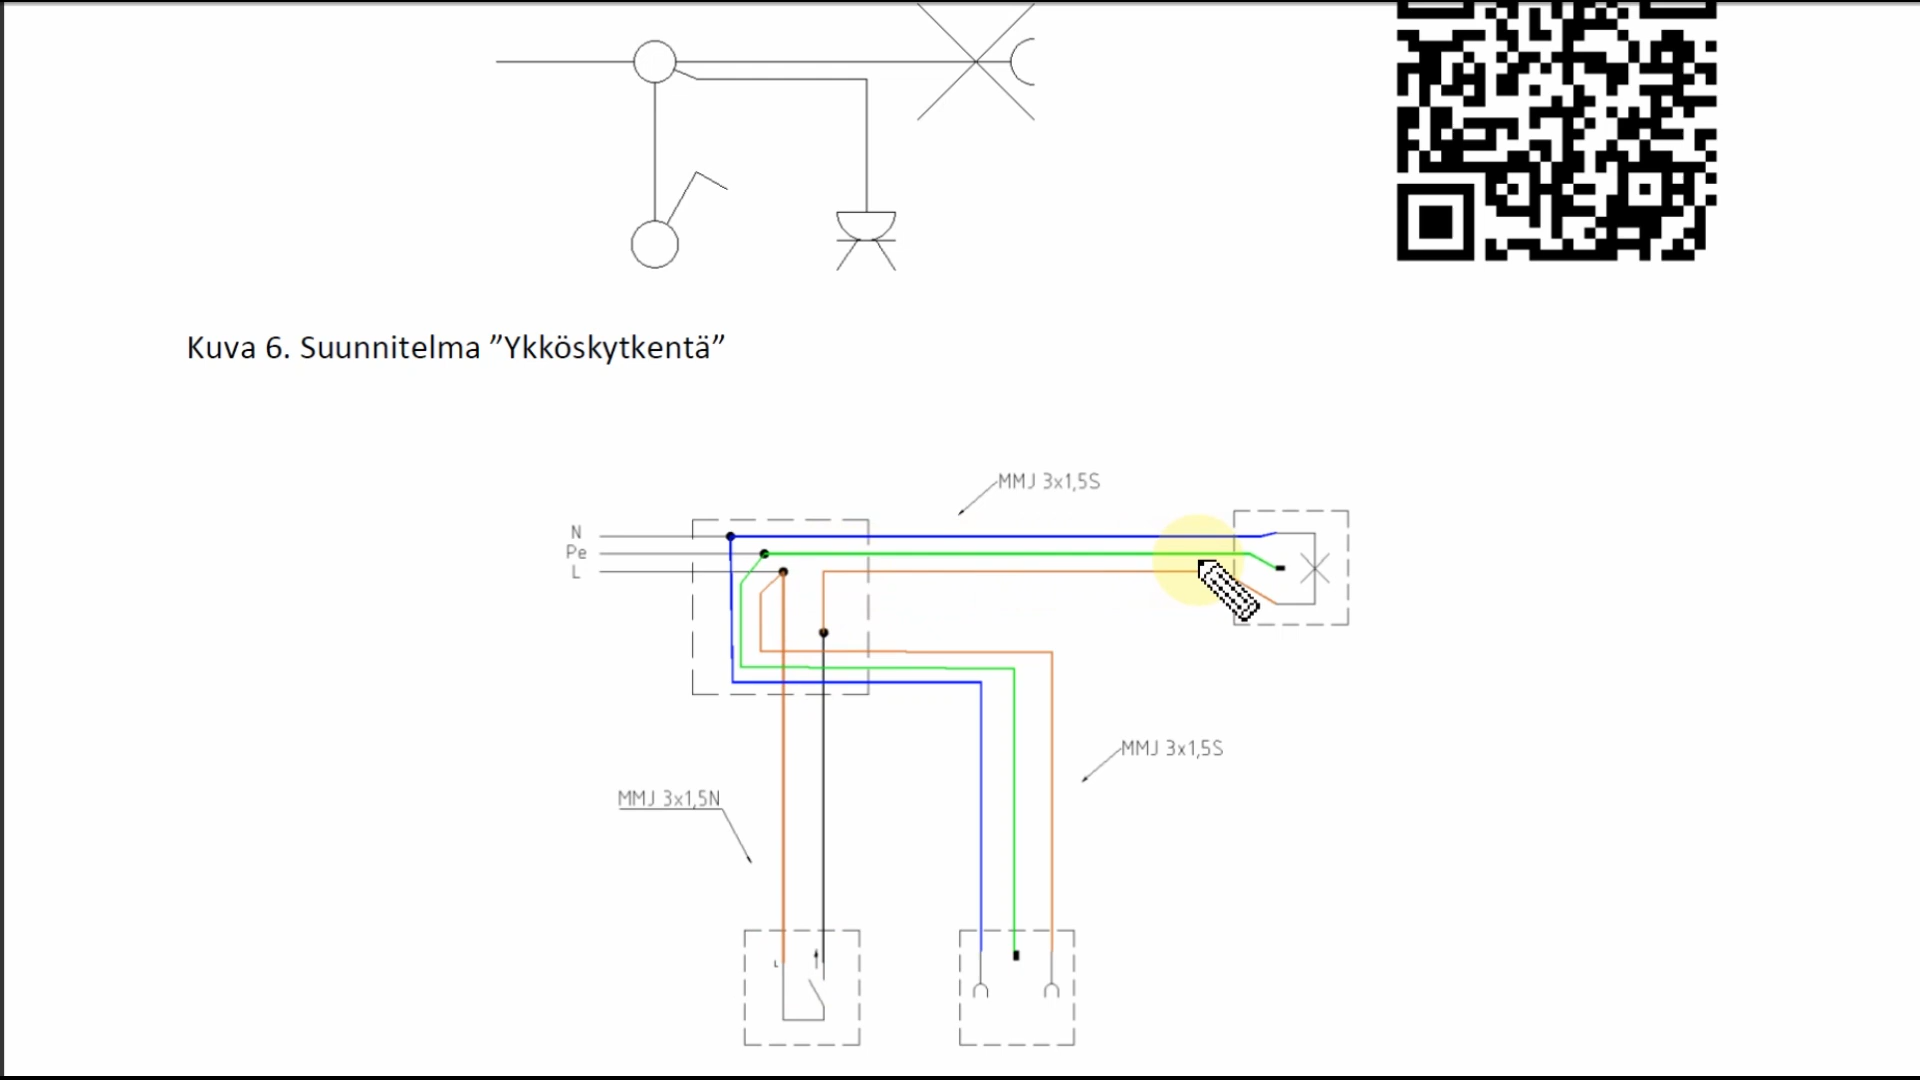 Kuva 6. Suunnitelma ”Ykköskytkentä”
MMJ 3x1,5S
N
Pe
L
MMJ 3x1,5S
MMJ 3x1,5N
L